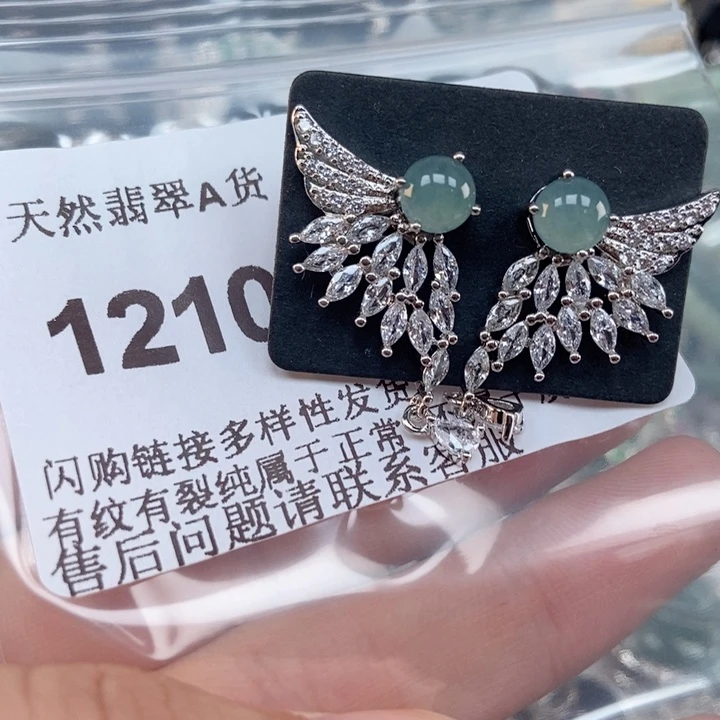 天然翡翠A货
1210
闪购链接多样性发货
有纹有裂纯属于正常
售后问题请联系客服